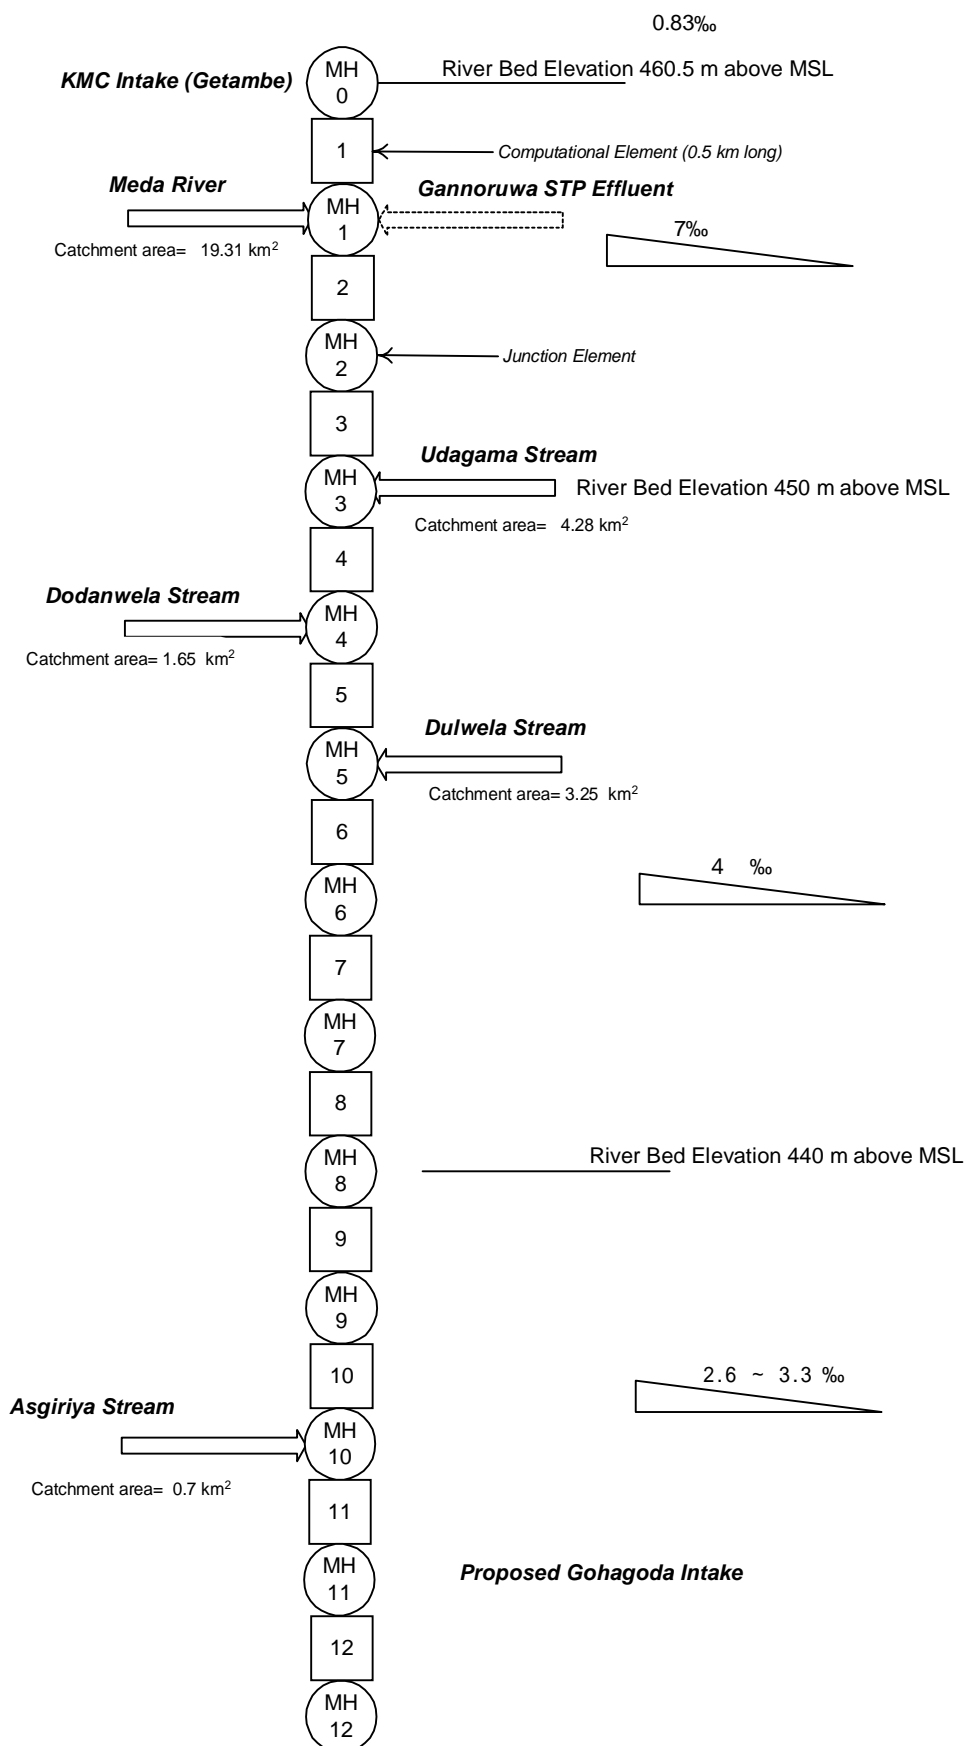 0.83‰
KMC Intake (Getambe)
MH
0
River Bed Elevation 460.5 m above MSL
1
Computational Element (0.5 km long)
Meda River
Gannoruwa STP Effluent
MH
1
Catchment area= 19.31 km²
7‰
2
MH
2
Junction Element
3
Udagama Stream
MH
3
River Bed Elevation 450 m above MSL
Catchment area= 4.28 km²
4
Dodanwela Stream
MH
4
Catchment area= 1.65 km²
5
Dulwela Stream
MH
5
Catchment area= 3.25 km²
6
4 ‰
MH
6
7
MH
7
8
River Bed Elevation 440 m above MSL
MH
8
9
MH
9
10
2.6 ~ 3.3 ‰
Asgiriya Stream
MH
10
Catchment area= 0.7 km²
11
MH
11
Proposed Gohagoda Intake
12
MH
12